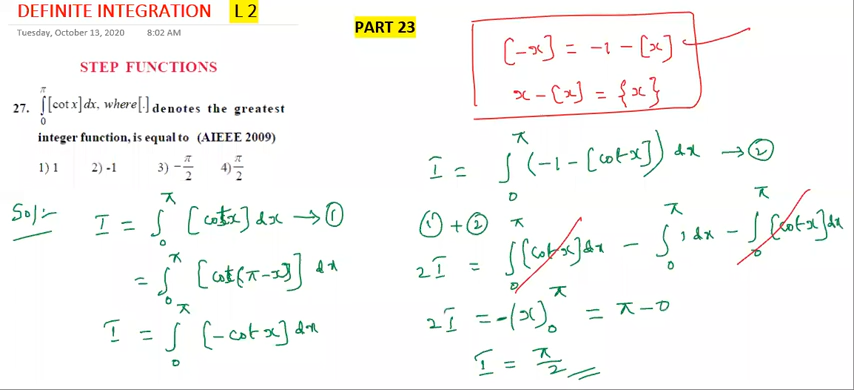 DEFINITE INTEGRATION L 2
Tuesday, October 13, 2020 8:02 AM
PART 23
STEP FUNCTIONS
27. ∫₀^π [cot x] dx, where [.] denotes the greatest
integer function, is equal to (AIEEE 2009)
1) 1 2) -1 3) -π/2 4) π/2
Sol:- I = ∫₀^π [cot x] dx → ①
= ∫₀^π [cot(π-x)] dx
I = ∫₀^π [-cot x] dx
[-x] = -1 - [x]
x - [x] = {x}
I = ∫₀^π (-1 - [cot x]) dx → ②
① + ②
2I = ∫₀^π [cot x] dx - ∫₀^π 1 dx - ∫₀^π [cot x] dx
2I = -(x)₀^π = π - 0
I = π/2